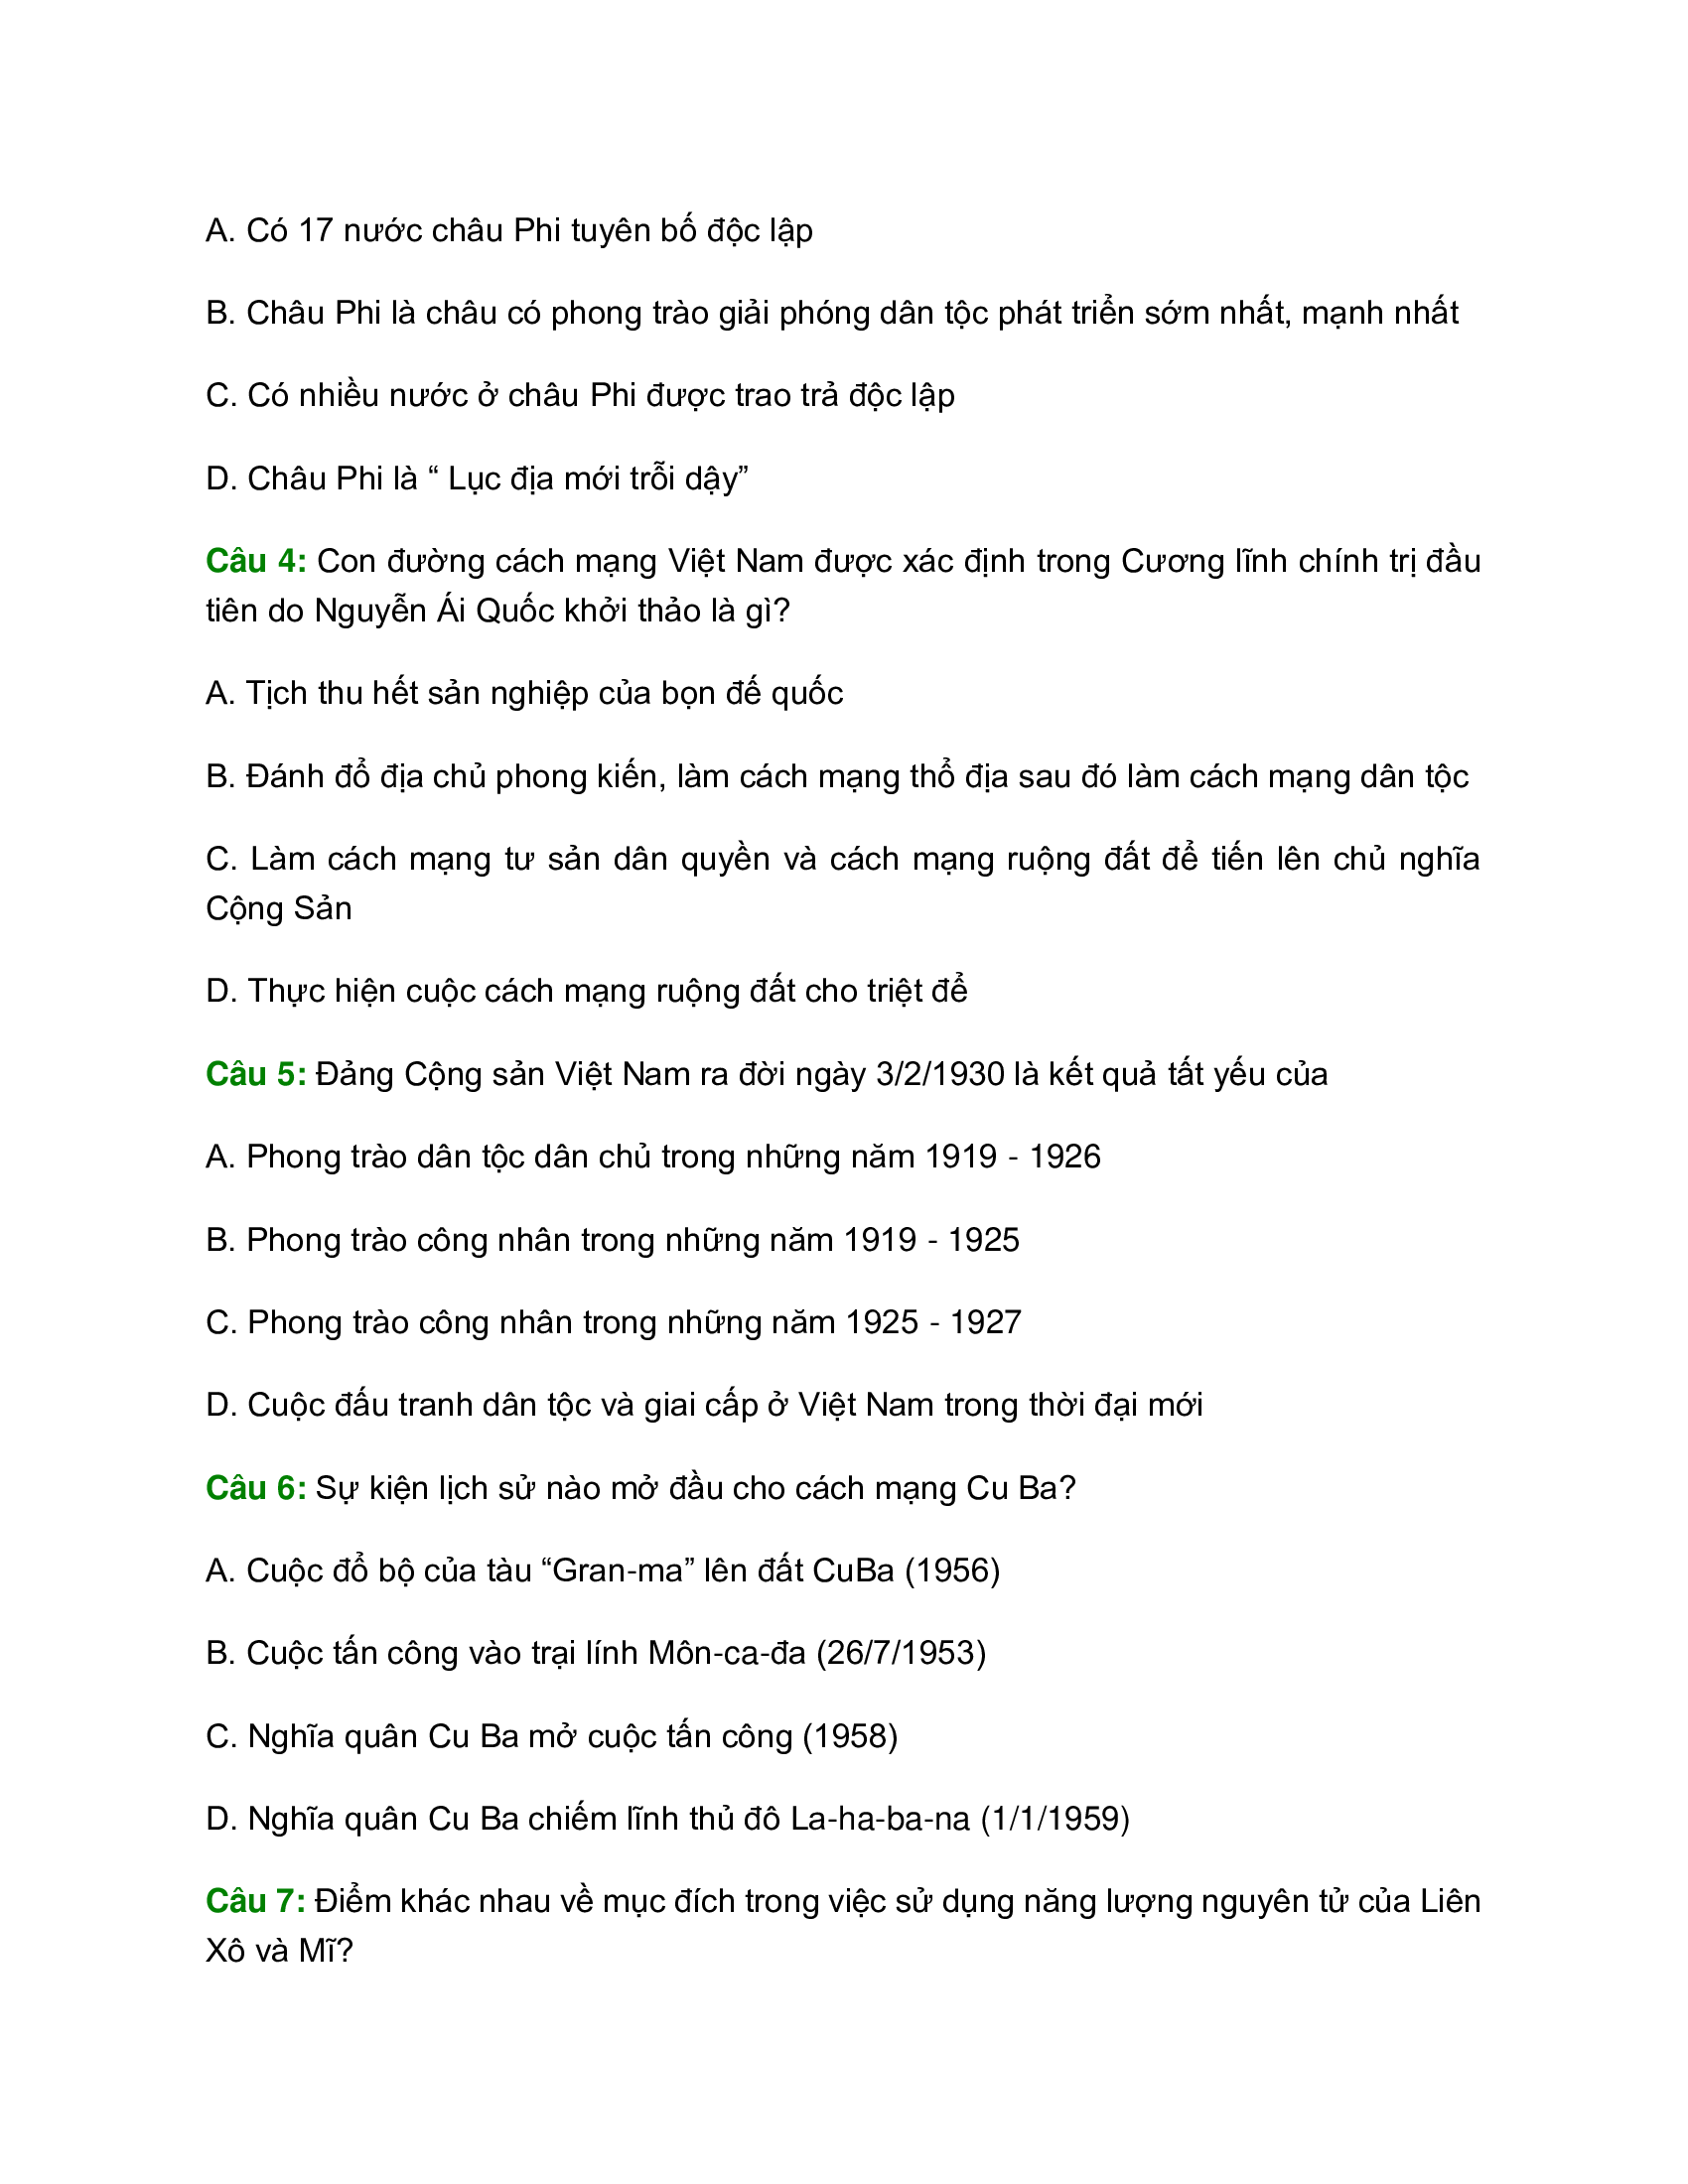 A. Có 17 nước châu Phi tuyên bố độc lập
B. Châu Phi là châu có phong trào giải phóng dân tộc phát triển sớm nhất, mạnh nhất
C. Có nhiều nước ở châu Phi được trao trả độc lập
D. Châu Phi là “ Lục địa mới trỗi dậy”
Câu 4: Con đường cách mạng Việt Nam được xác định trong Cương lĩnh chính trị đầu
tiên do Nguyễn Ái Quốc khởi thảo là gì?
A. Tịch thu hết sản nghiệp của bọn đế quốc
B. Đánh đổ địa chủ phong kiến, làm cách mạng thổ địa sau đó làm cách mạng dân tộc
C. Làm cách mạng tư sản dân quyền và cách mạng ruộng đất để tiến lên chủ nghĩa
Cộng Sản
D. Thực hiện cuộc cách mạng ruộng đất cho triệt để
Câu 5: Đảng Cộng sản Việt Nam ra đời ngày 3/2/1930 là kết quả tất yếu của
A. Phong trào dân tộc dân chủ trong những năm 1919 - 1926
B. Phong trào công nhân trong những năm 1919 - 1925
C. Phong trào công nhân trong những năm 1925 - 1927
D. Cuộc đấu tranh dân tộc và giai cấp ở Việt Nam trong thời đại mới
Câu 6: Sự kiện lịch sử nào mở đầu cho cách mạng Cu Ba?
A. Cuộc đổ bộ của tàu “Gran-ma” lên đất CuBa (1956)
B. Cuộc tấn công vào trại lính Môn-ca-đa (26/7/1953)
C. Nghĩa quân Cu Ba mở cuộc tấn công (1958)
D. Nghĩa quân Cu Ba chiếm lĩnh thủ đô La-ha-ba-na (1/1/1959)
Câu 7: Điểm khác nhau về mục đích trong việc sử dụng năng lượng nguyên tử của Liên
Xô và Mĩ?